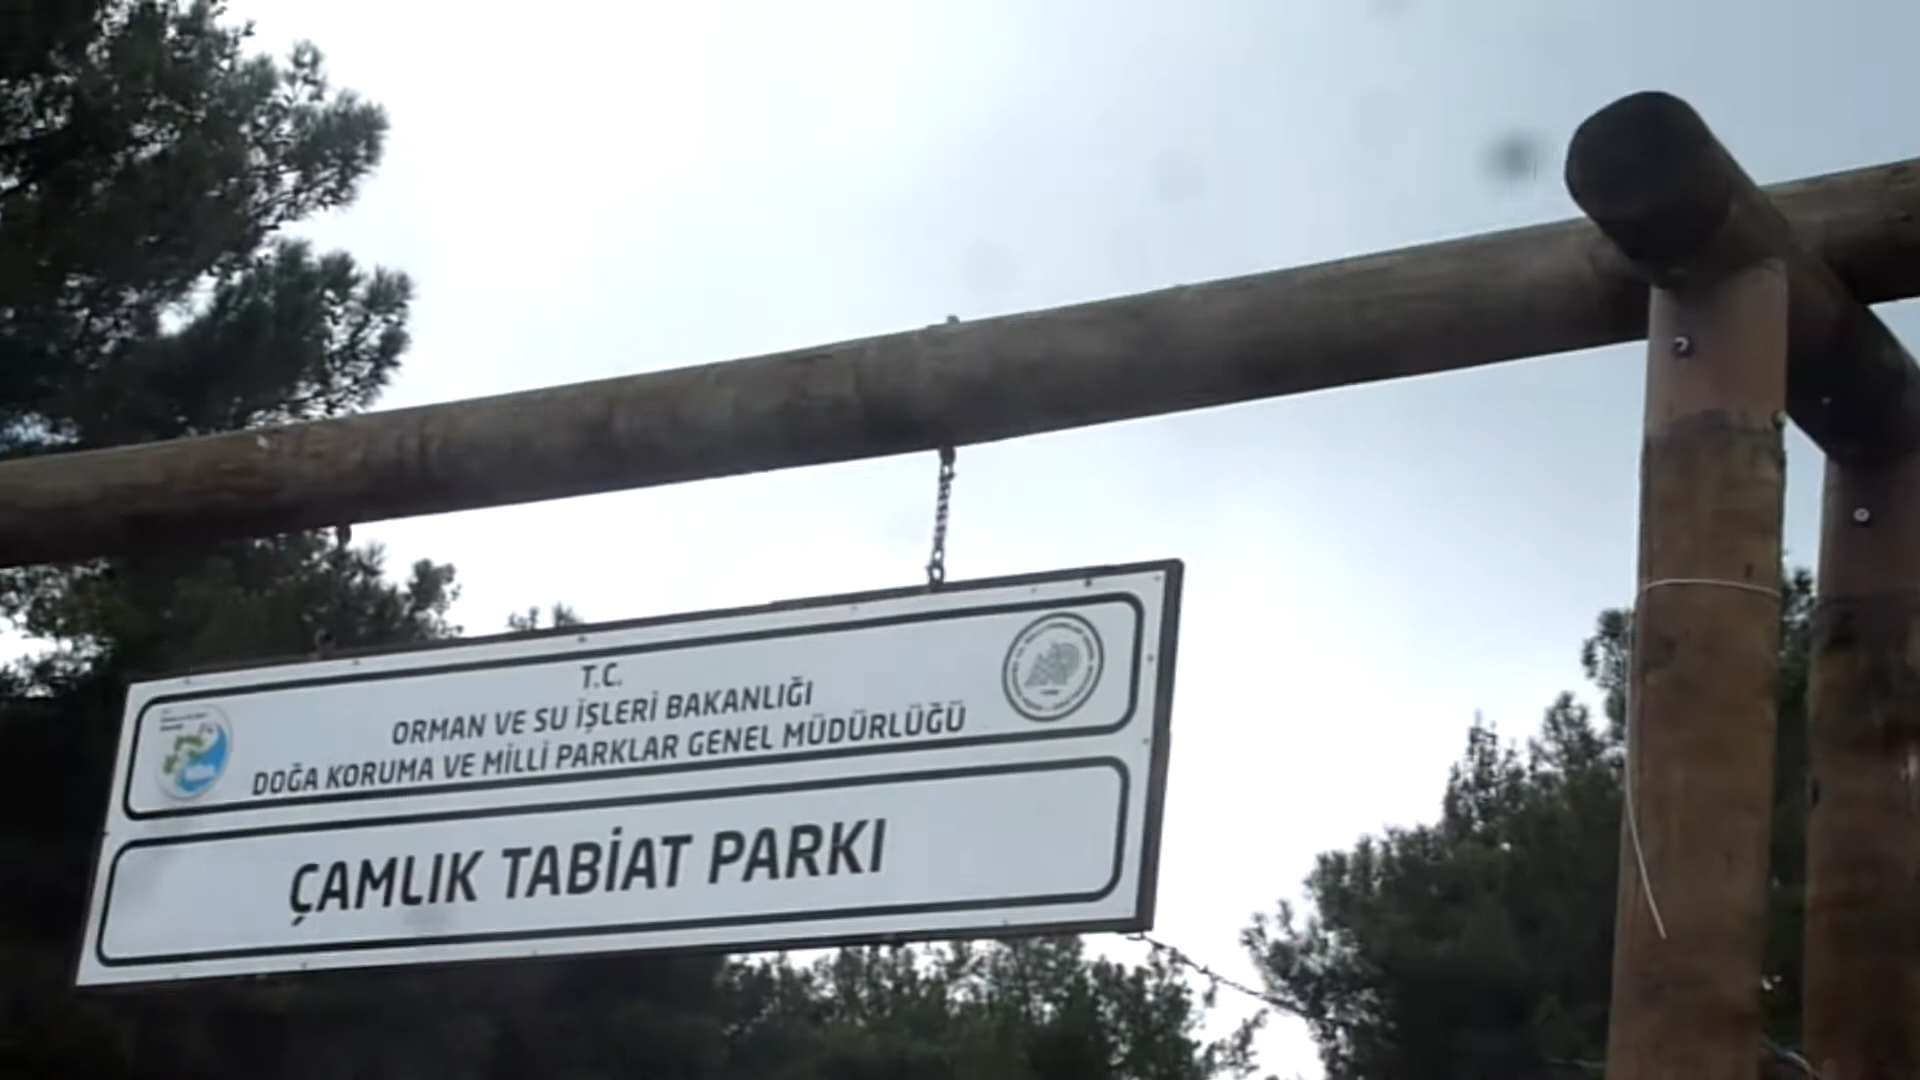 T.C.
ORMAN VE SU İŞLERİ BAKANLIĞI
DOĞA KORUMA VE MİLLİ PARKLAR GENEL MÜDÜRLÜĞÜ
ÇAMLIK TABİAT PARKI